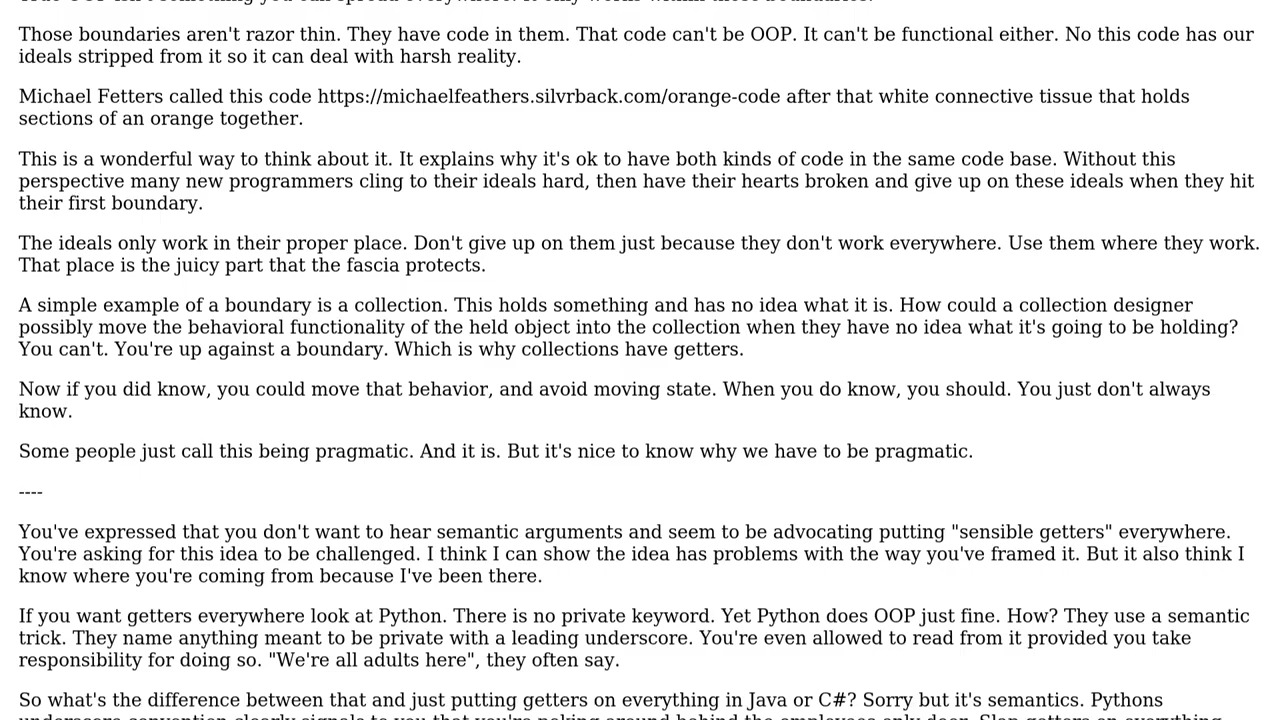 Those boundaries aren't razor thin. They have code in them. That code can't be OOP. It can't be functional either. No this code has our
ideals stripped from it so it can deal with harsh reality.
Michael Fetters called this code https://michaelfeathers.silvrback.com/orange-code after that white connective tissue that holds
sections of an orange together.
This is a wonderful way to think about it. It explains why it's ok to have both kinds of code in the same code base. Without this
perspective many new programmers cling to their ideals hard, then have their hearts broken and give up on these ideals when they hit
their first boundary.
The ideals only work in their proper place. Don't give up on them just because they don't work everywhere. Use them where they work.
That place is the juicy part that the fascia protects.
A simple example of a boundary is a collection. This holds something and has no idea what it is. How could a collection designer
possibly move the behavioral functionality of the held object into the collection when they have no idea what it's going to be holding?
You can't. You're up against a boundary. Which is why collections have getters.
Now if you did know, you could move that behavior, and avoid moving state. When you do know, you should. You just don't always
know.
Some people just call this being pragmatic. And it is. But it's nice to know why we have to be pragmatic.
----
You've expressed that you don't want to hear semantic arguments and seem to be advocating putting "sensible getters" everywhere.
You're asking for this idea to be challenged. I think I can show the idea has problems with the way you've framed it. But it also think I
know where you're coming from because I've been there.
If you want getters everywhere look at Python. There is no private keyword. Yet Python does OOP just fine. How? They use a semantic
trick. They name anything meant to be private with a leading underscore. You're even allowed to read from it provided you take
responsibility for doing so. "We're all adults here", they often say.
So what's the difference between that and just putting getters on everything in Java or C#? Sorry but it's semantics. Pythons